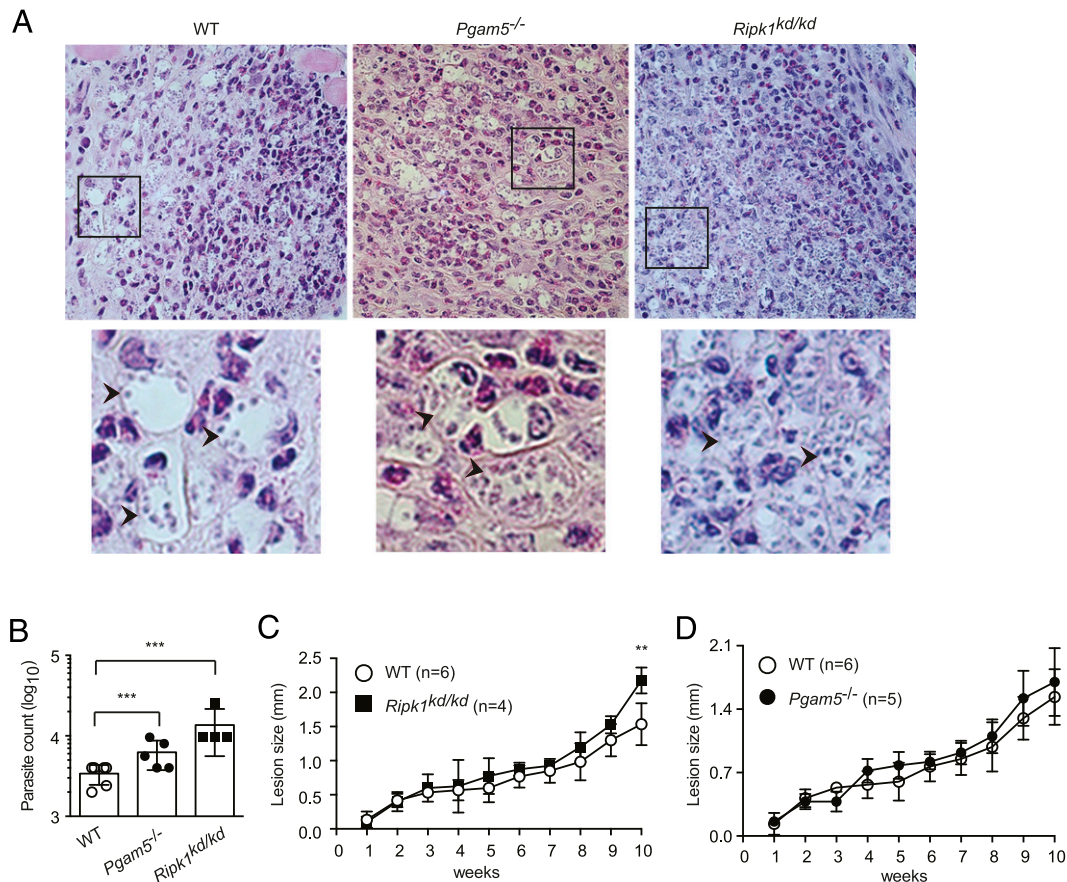 A
WT
Pgam5-/-
Ripk1kd/kd
B
Parasite count (log10)
5
4
3
***
***
WT
Pgam5-/-
Ripk1kd/kd
C
Lesion size (mm)
2.5
2.0
1.5
1.0
0.5
0.0
WT (n=6)
Ripk1kd/kd (n=4)
**
0 1 2 3 4 5 6 7 8 9 10
weeks
D
Lesion size (mm)
2.1
1.4
0.7
0.0
WT (n=6)
Pgam5-/- (n=5)
0 1 2 3 4 5 6 7 8 9 10
weeks